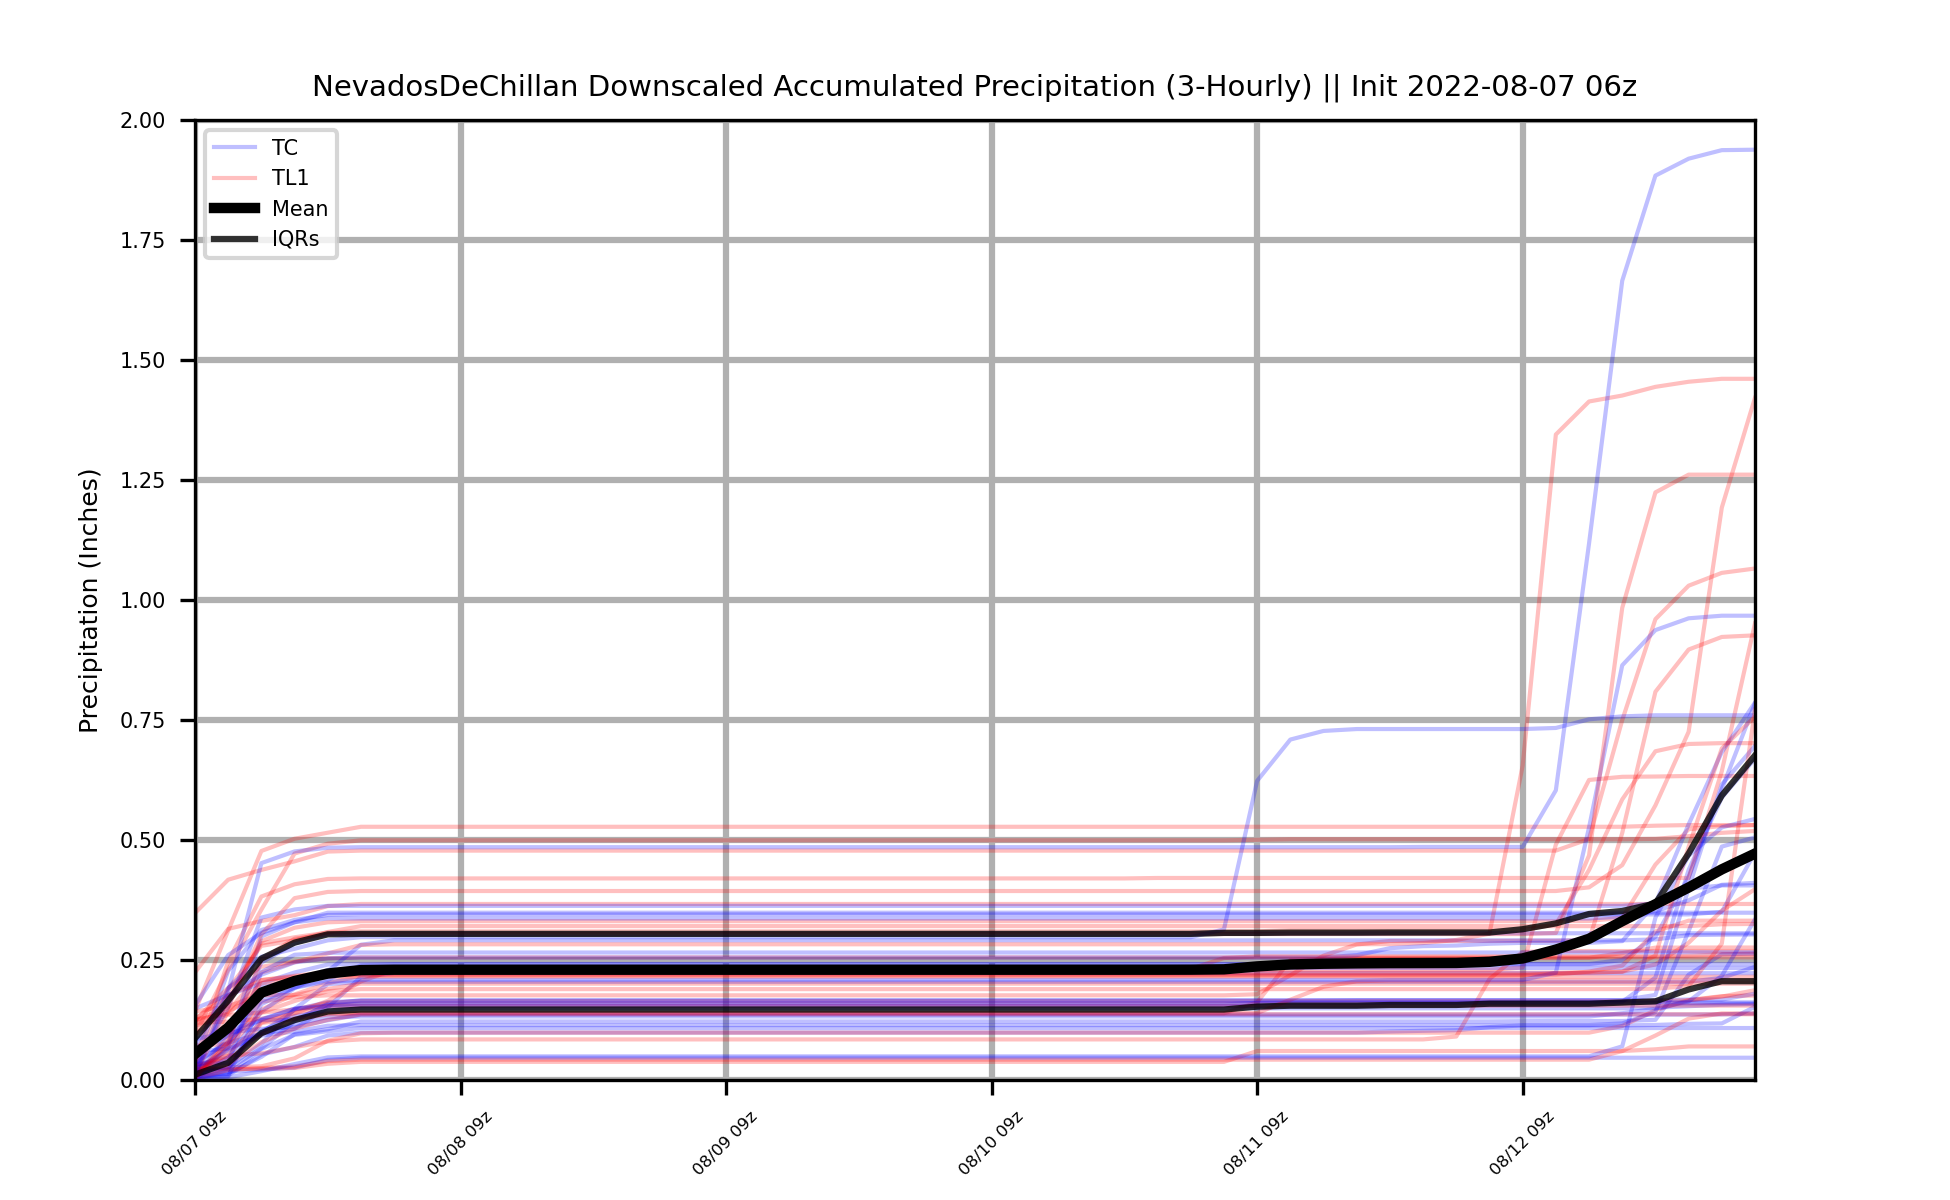 NevadosDeChillan Downscaled Accumulated Precipitation (3-Hourly) || Init 2022-08-07 06z
TC
TL1
Mean
IQRs
Precipitation (Inches)
2.00
1.75
1.50
1.25
1.00
0.75
0.50
0.25
0.00
08/07 09z
08/08 09z
08/09 09z
08/10 09z
08/11 09z
08/12 09z